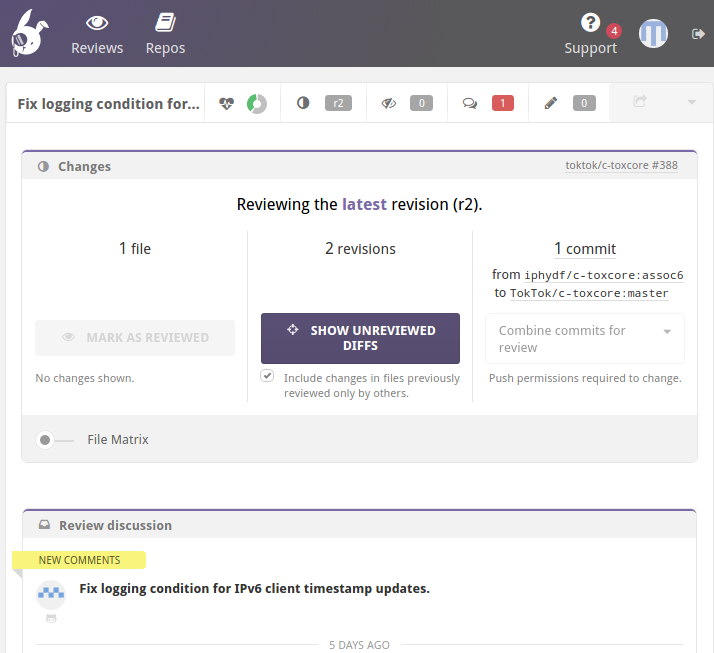 Reviews
Repos
Support
4
Fix logging condition for...
r2
0
1
0
Changes
toktok/c-toxcore #388
Reviewing the latest revision (r2).
1 file
2 revisions
1 commit
from iphydf/c-toxcore:assoc6
to TokTok/c-toxcore:master
MARK AS REVIEWED
No changes shown.
SHOW UNREVIEWED
DIFFS
Include changes in files previously
reviewed only by others.
Combine commits for
review
Push permissions required to change.
File Matrix
Review discussion
NEW COMMENTS
Fix logging condition for IPv6 client timestamp updates.
5 DAYS AGO